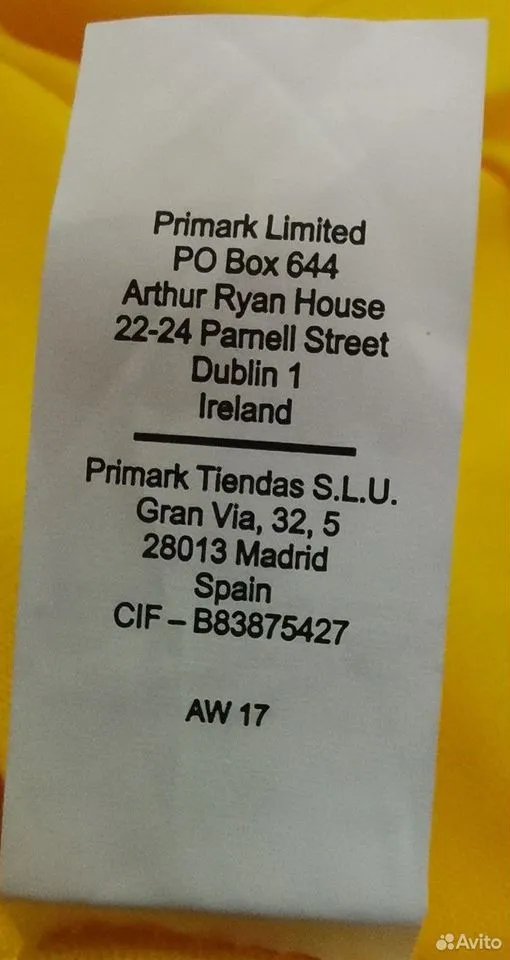 Primark Limited
PO Box 644
Arthur Ryan House
22-24 Parnell Street
Dublin 1
Ireland
Primark Tiendas S.L.U.
Gran Via, 32, 5
28013 Madrid
Spain
CIF – B83875427
AW 17
Avito